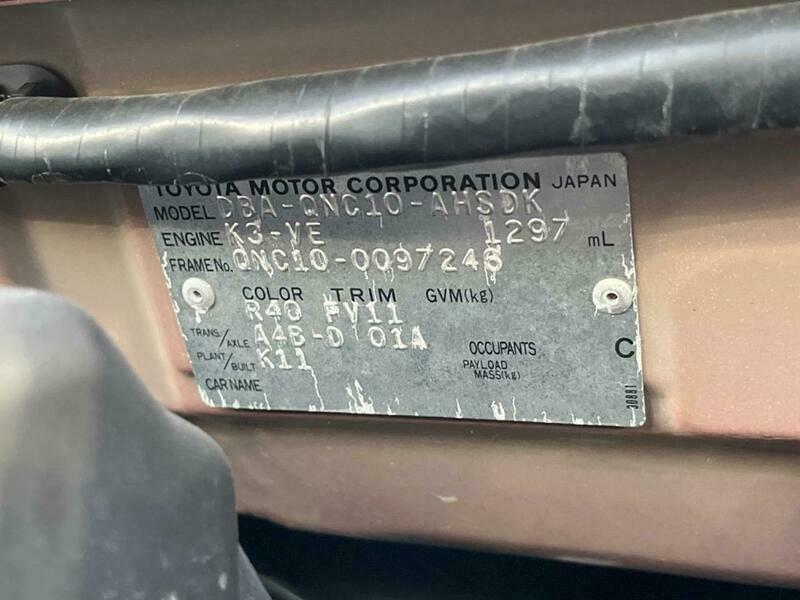 TOYOTA MOTOR CORPORATION JAPAN
MODEL DBA-QNC10-AHSDK
ENGINE K3-VE 1297 mL
FRAME No. QNC10-0097246
COLOR TRIM GVM(kg)
R40 FV11
TRANS./AXLE A4B-D 01A
OCCUPANTS C
PLANT/BUILT K11
PAYLOAD MASS(kg)
CAR NAME